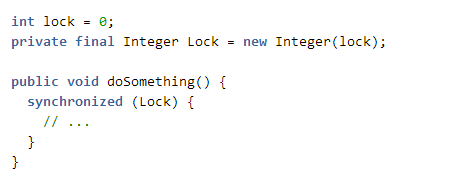 int lock = 0;
private final Integer Lock = new Integer(lock);
public void doSomething() {
synchronized (Lock) {
// ...
}
}